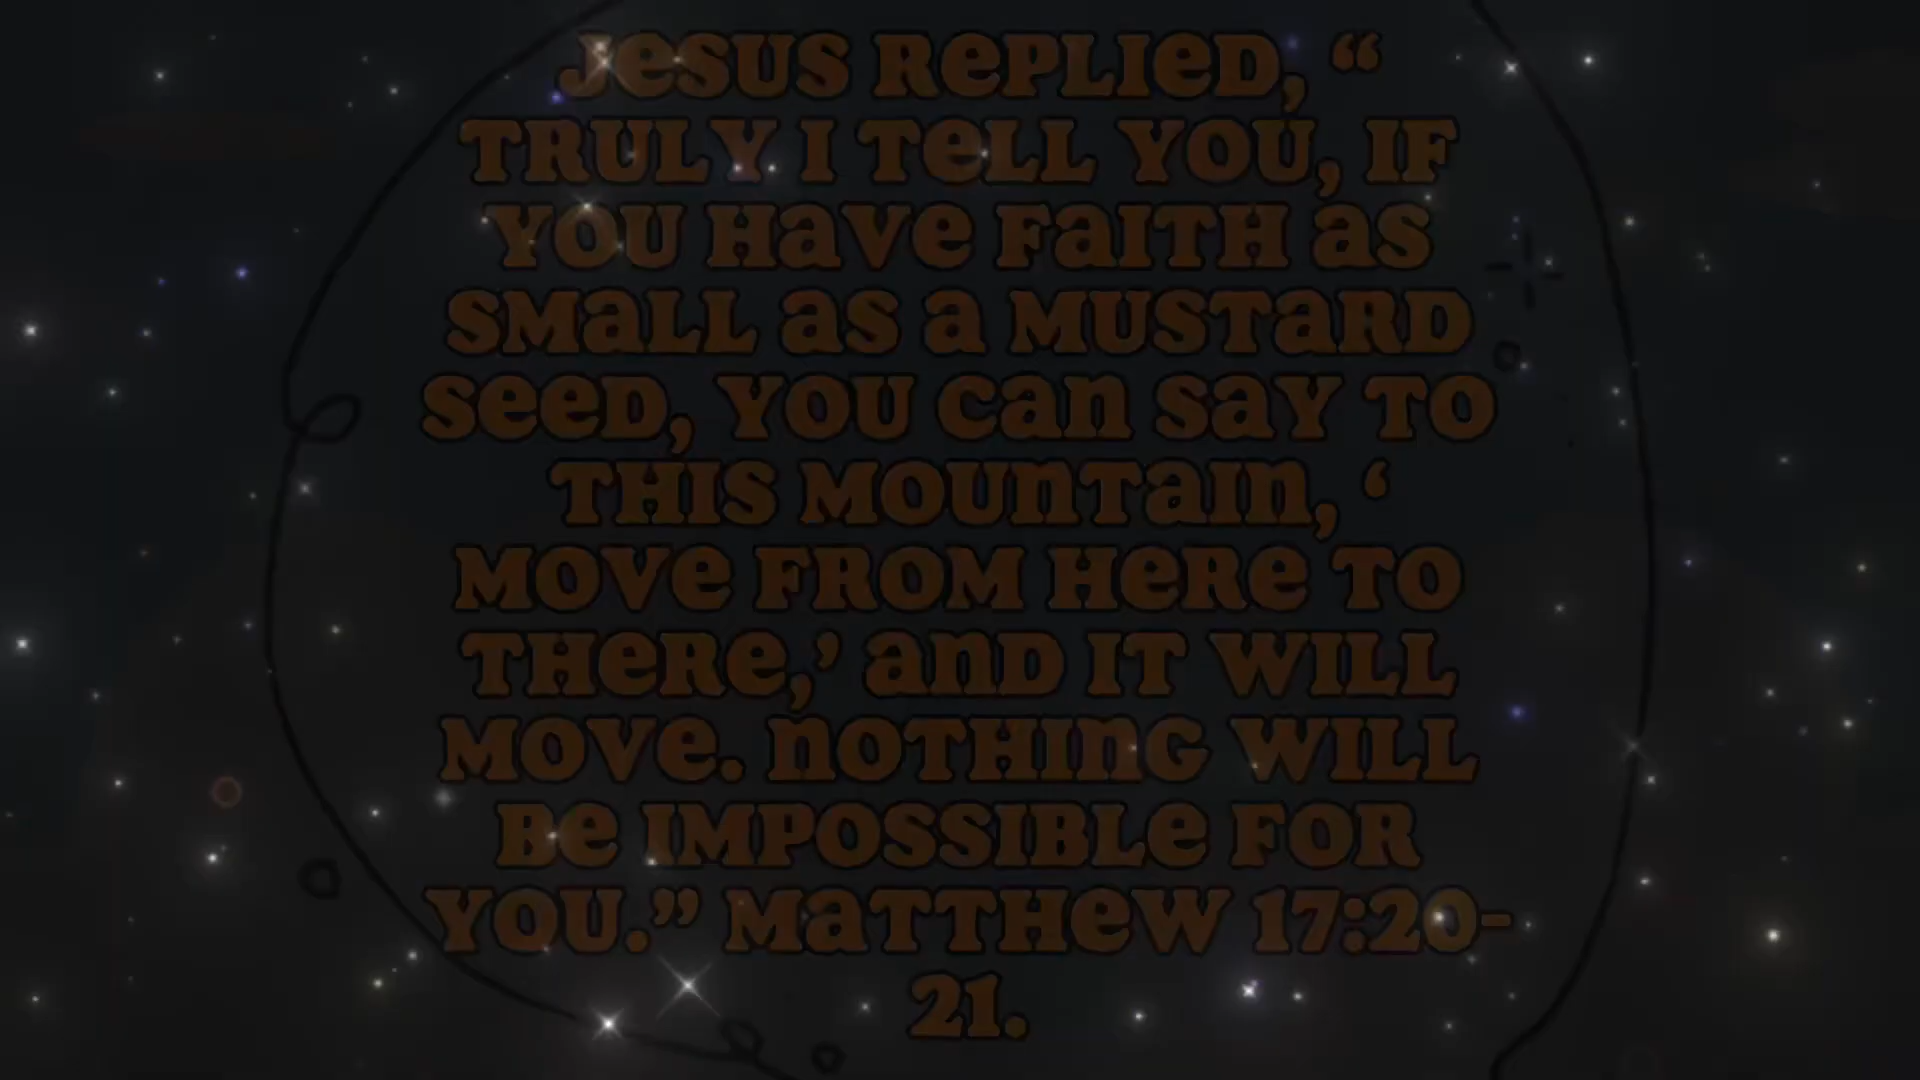 Jesus replied, “
Truly I tell you, if
you have faith as
small as a mustard
seed, you can say to
this mountain, ‘
Move from here to
there,’ and it will
move. Nothing will
be impossible for
you.” Matthew 17:20-
21.